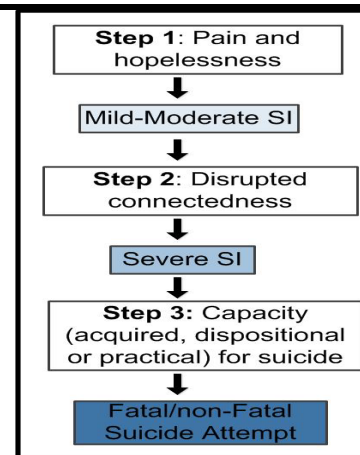 Step 1: Pain and
hopelessness
Mild-Moderate SI
Step 2: Disrupted
connectedness
Severe SI
Step 3: Capacity
(acquired, dispositional
or practical) for suicide
Fatal/non-Fatal
Suicide Attempt